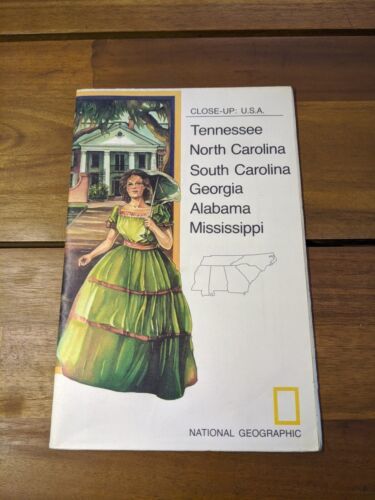 CLOSE-UP: U.S.A.
Tennessee
North Carolina
South Carolina
Georgia
Alabama
Mississippi
NATIONAL GEOGRAPHIC